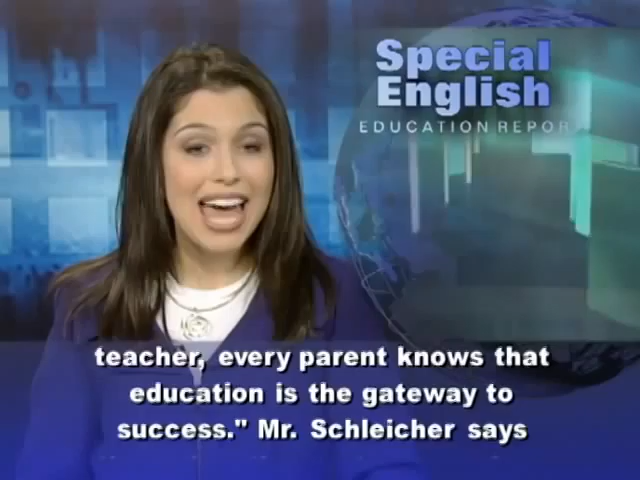 Special
English
EDUCATION REPOR
teacher, every parent knows that
education is the gateway to
success." Mr. Schleicher says